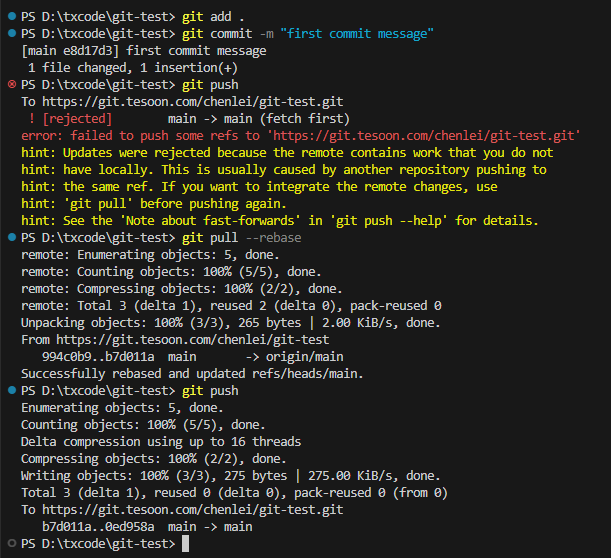 PS D:\txcode\git-test> git add .
PS D:\txcode\git-test> git commit -m "first commit message"
[main e8d17d3] first commit message
 1 file changed, 1 insertion(+)
PS D:\txcode\git-test> git push
To https://git.tesoon.com/chenlei/git-test.git
 ! [rejected]        main -> main (fetch first)
error: failed to push some refs to 'https://git.tesoon.com/chenlei/git-test.git'
hint: Updates were rejected because the remote contains work that you do not
hint: have locally. This is usually caused by another repository pushing to
hint: the same ref. If you want to integrate the remote changes, use
hint: 'git pull' before pushing again.
hint: See the 'Note about fast-forwards' in 'git push --help' for details.
PS D:\txcode\git-test> git pull --rebase
remote: Enumerating objects: 5, done.
remote: Counting objects: 100% (5/5), done.
remote: Compressing objects: 100% (2/2), done.
remote: Total 3 (delta 1), reused 2 (delta 0), pack-reused 0
Unpacking objects: 100% (3/3), 265 bytes | 2.00 KiB/s, done.
From https://git.tesoon.com/chenlei/git-test
   994c0b9..b7d011a  main       -> origin/main
Successfully rebased and updated refs/heads/main.
PS D:\txcode\git-test> git push
Enumerating objects: 5, done.
Counting objects: 100% (5/5), done.
Delta compression using up to 16 threads
Compressing objects: 100% (2/2), done.
Writing objects: 100% (3/3), 275 bytes | 275.00 KiB/s, done.
Total 3 (delta 1), reused 0 (delta 0), pack-reused 0 (from 0)
To https://git.tesoon.com/chenlei/git-test.git
   b7d011a..0ed958a  main -> main
PS D:\txcode\git-test>